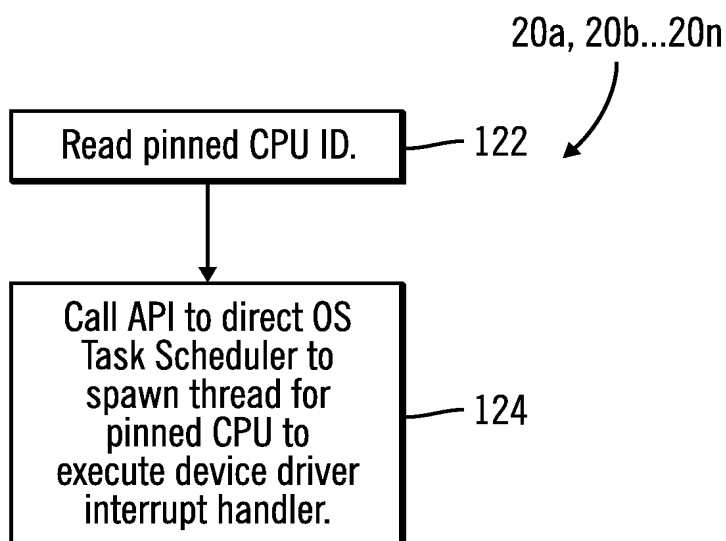 20a, 20b...20n
Read pinned CPU ID.
122
Call API to direct OS
Task Scheduler to
spawn thread for
pinned CPU to
execute device driver
interrupt handler.
124